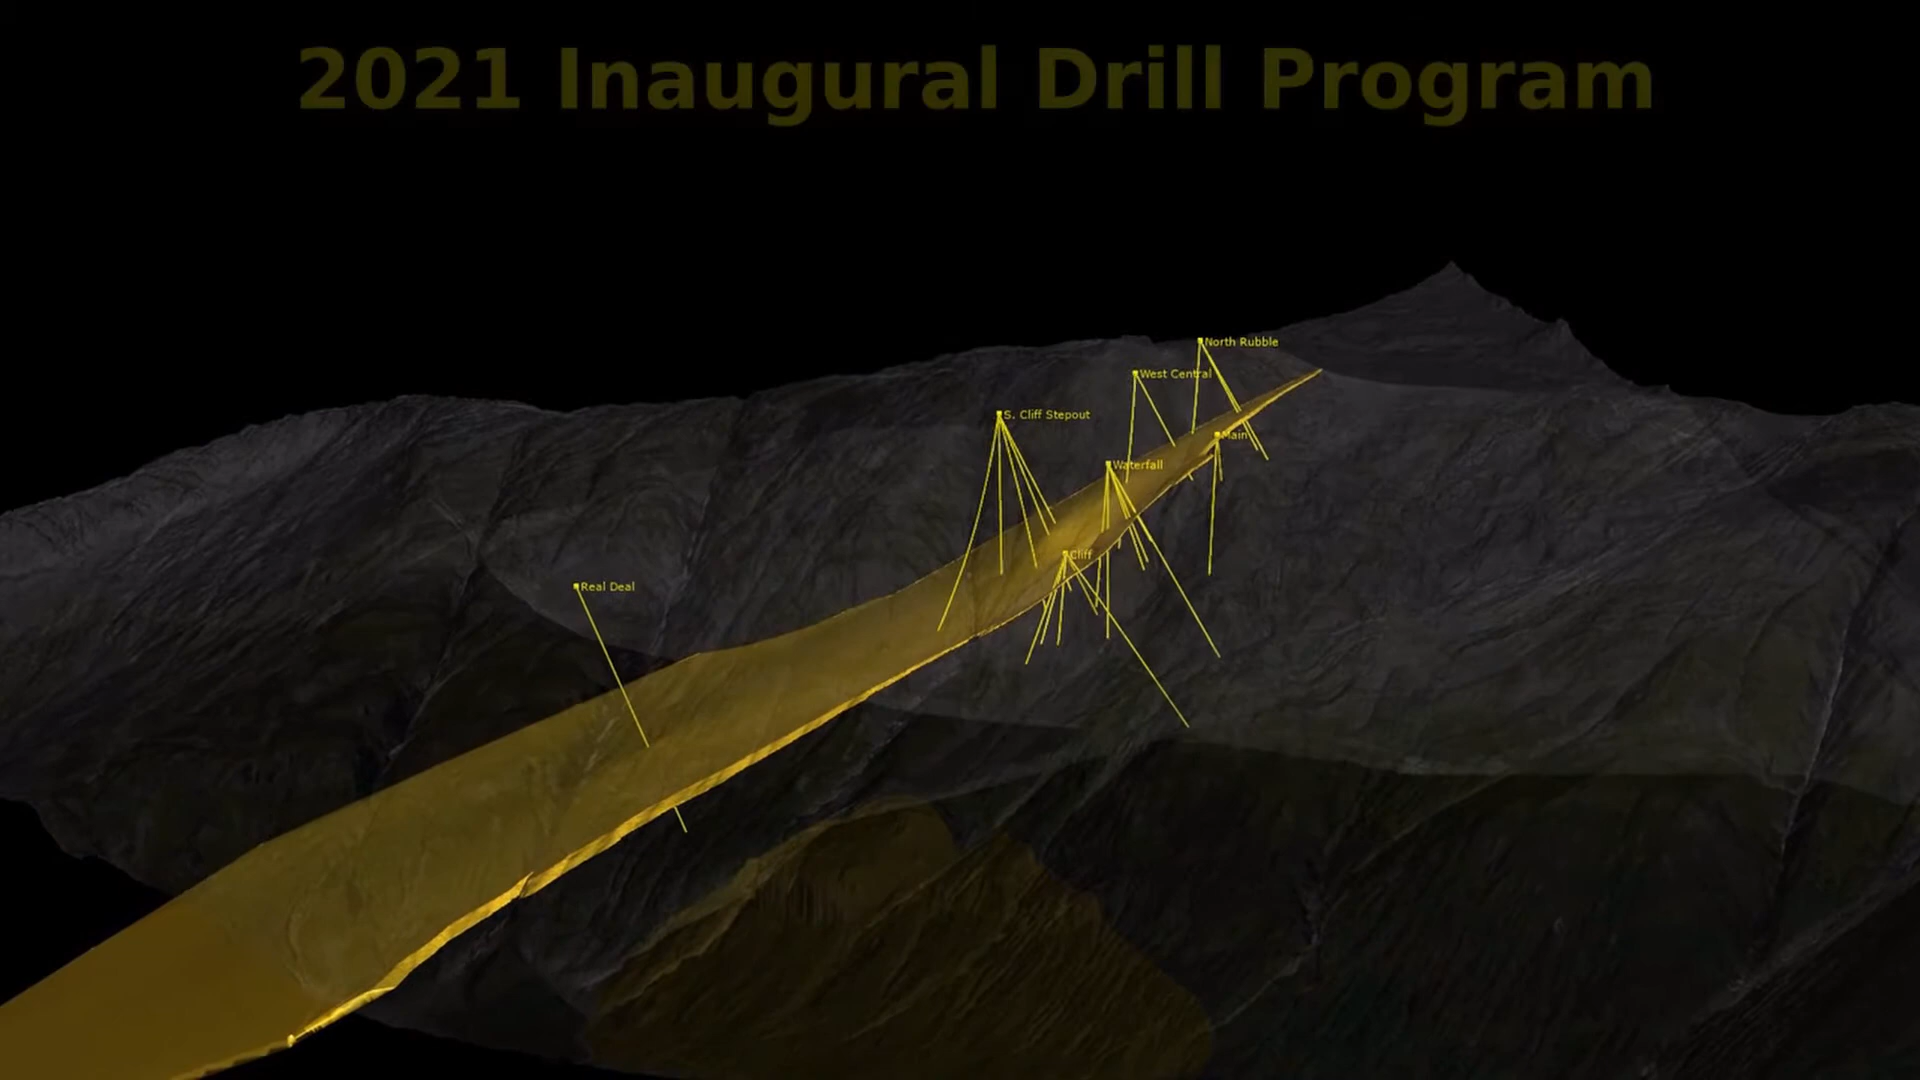 2021 Inaugural Drill Program
North Rubble
West Central
S. Cliff Stepout
Main
Waterfall
Cliff
Real Deal